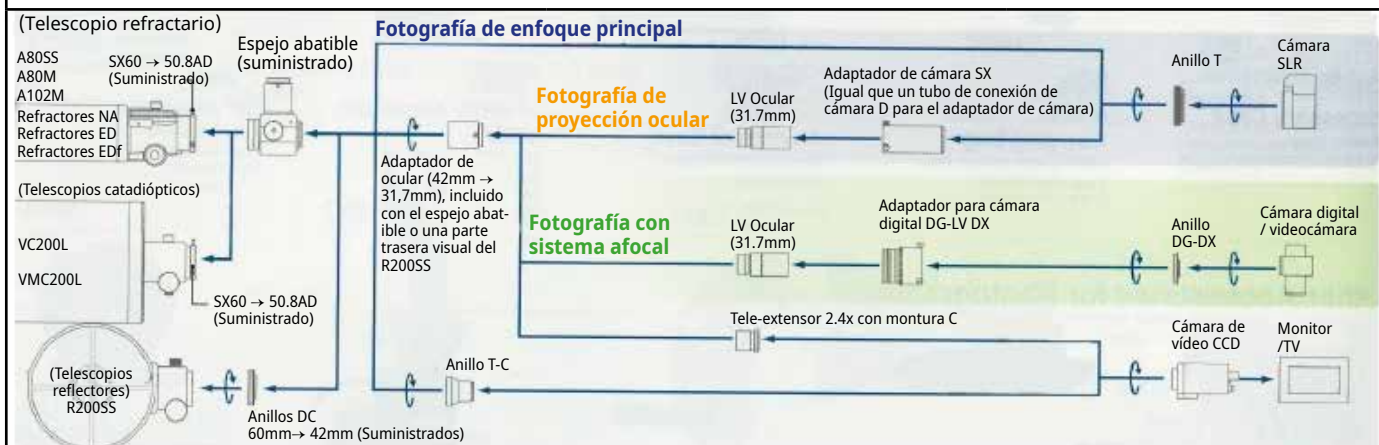 (Telescopio refractario)
A80SS
A80M
A102M
Refractores NA
Refractores ED
Refractores EDf
SX60 → 50.8AD
(Suministrado)
Espejo abatible
(suministrado)
(Telescopios catadiópticos)
VC200L
VMC200L
SX60 → 50.8AD
(Suministrado)
(Telescopios
reflectores)
R200SS
Anillos DC
60mm→ 42mm (Suministrados)
Fotografía de enfoque principal
Adaptador de
ocular (42mm →
31,7mm), incluido
con el espejo abat-
ible o una parte
trasera visual del
R200SS
Fotografía de
proyección ocular
LV Ocular
(31.7mm)
Adaptador de cámara SX
(Igual que un tubo de conexión de
cámara D para el adaptador de cámara)
Anillo T
Cámara
SLR
Fotografía con
sistema afocal
LV Ocular
(31.7mm)
Adaptador para cámara
digital DG-LV DX
Anillo
DG-DX
Cámara digital
/ videocámara
Tele-extensor 2.4x con montura C
Anillo T-C
Cámara de
vídeo CCD
Monitor
/TV